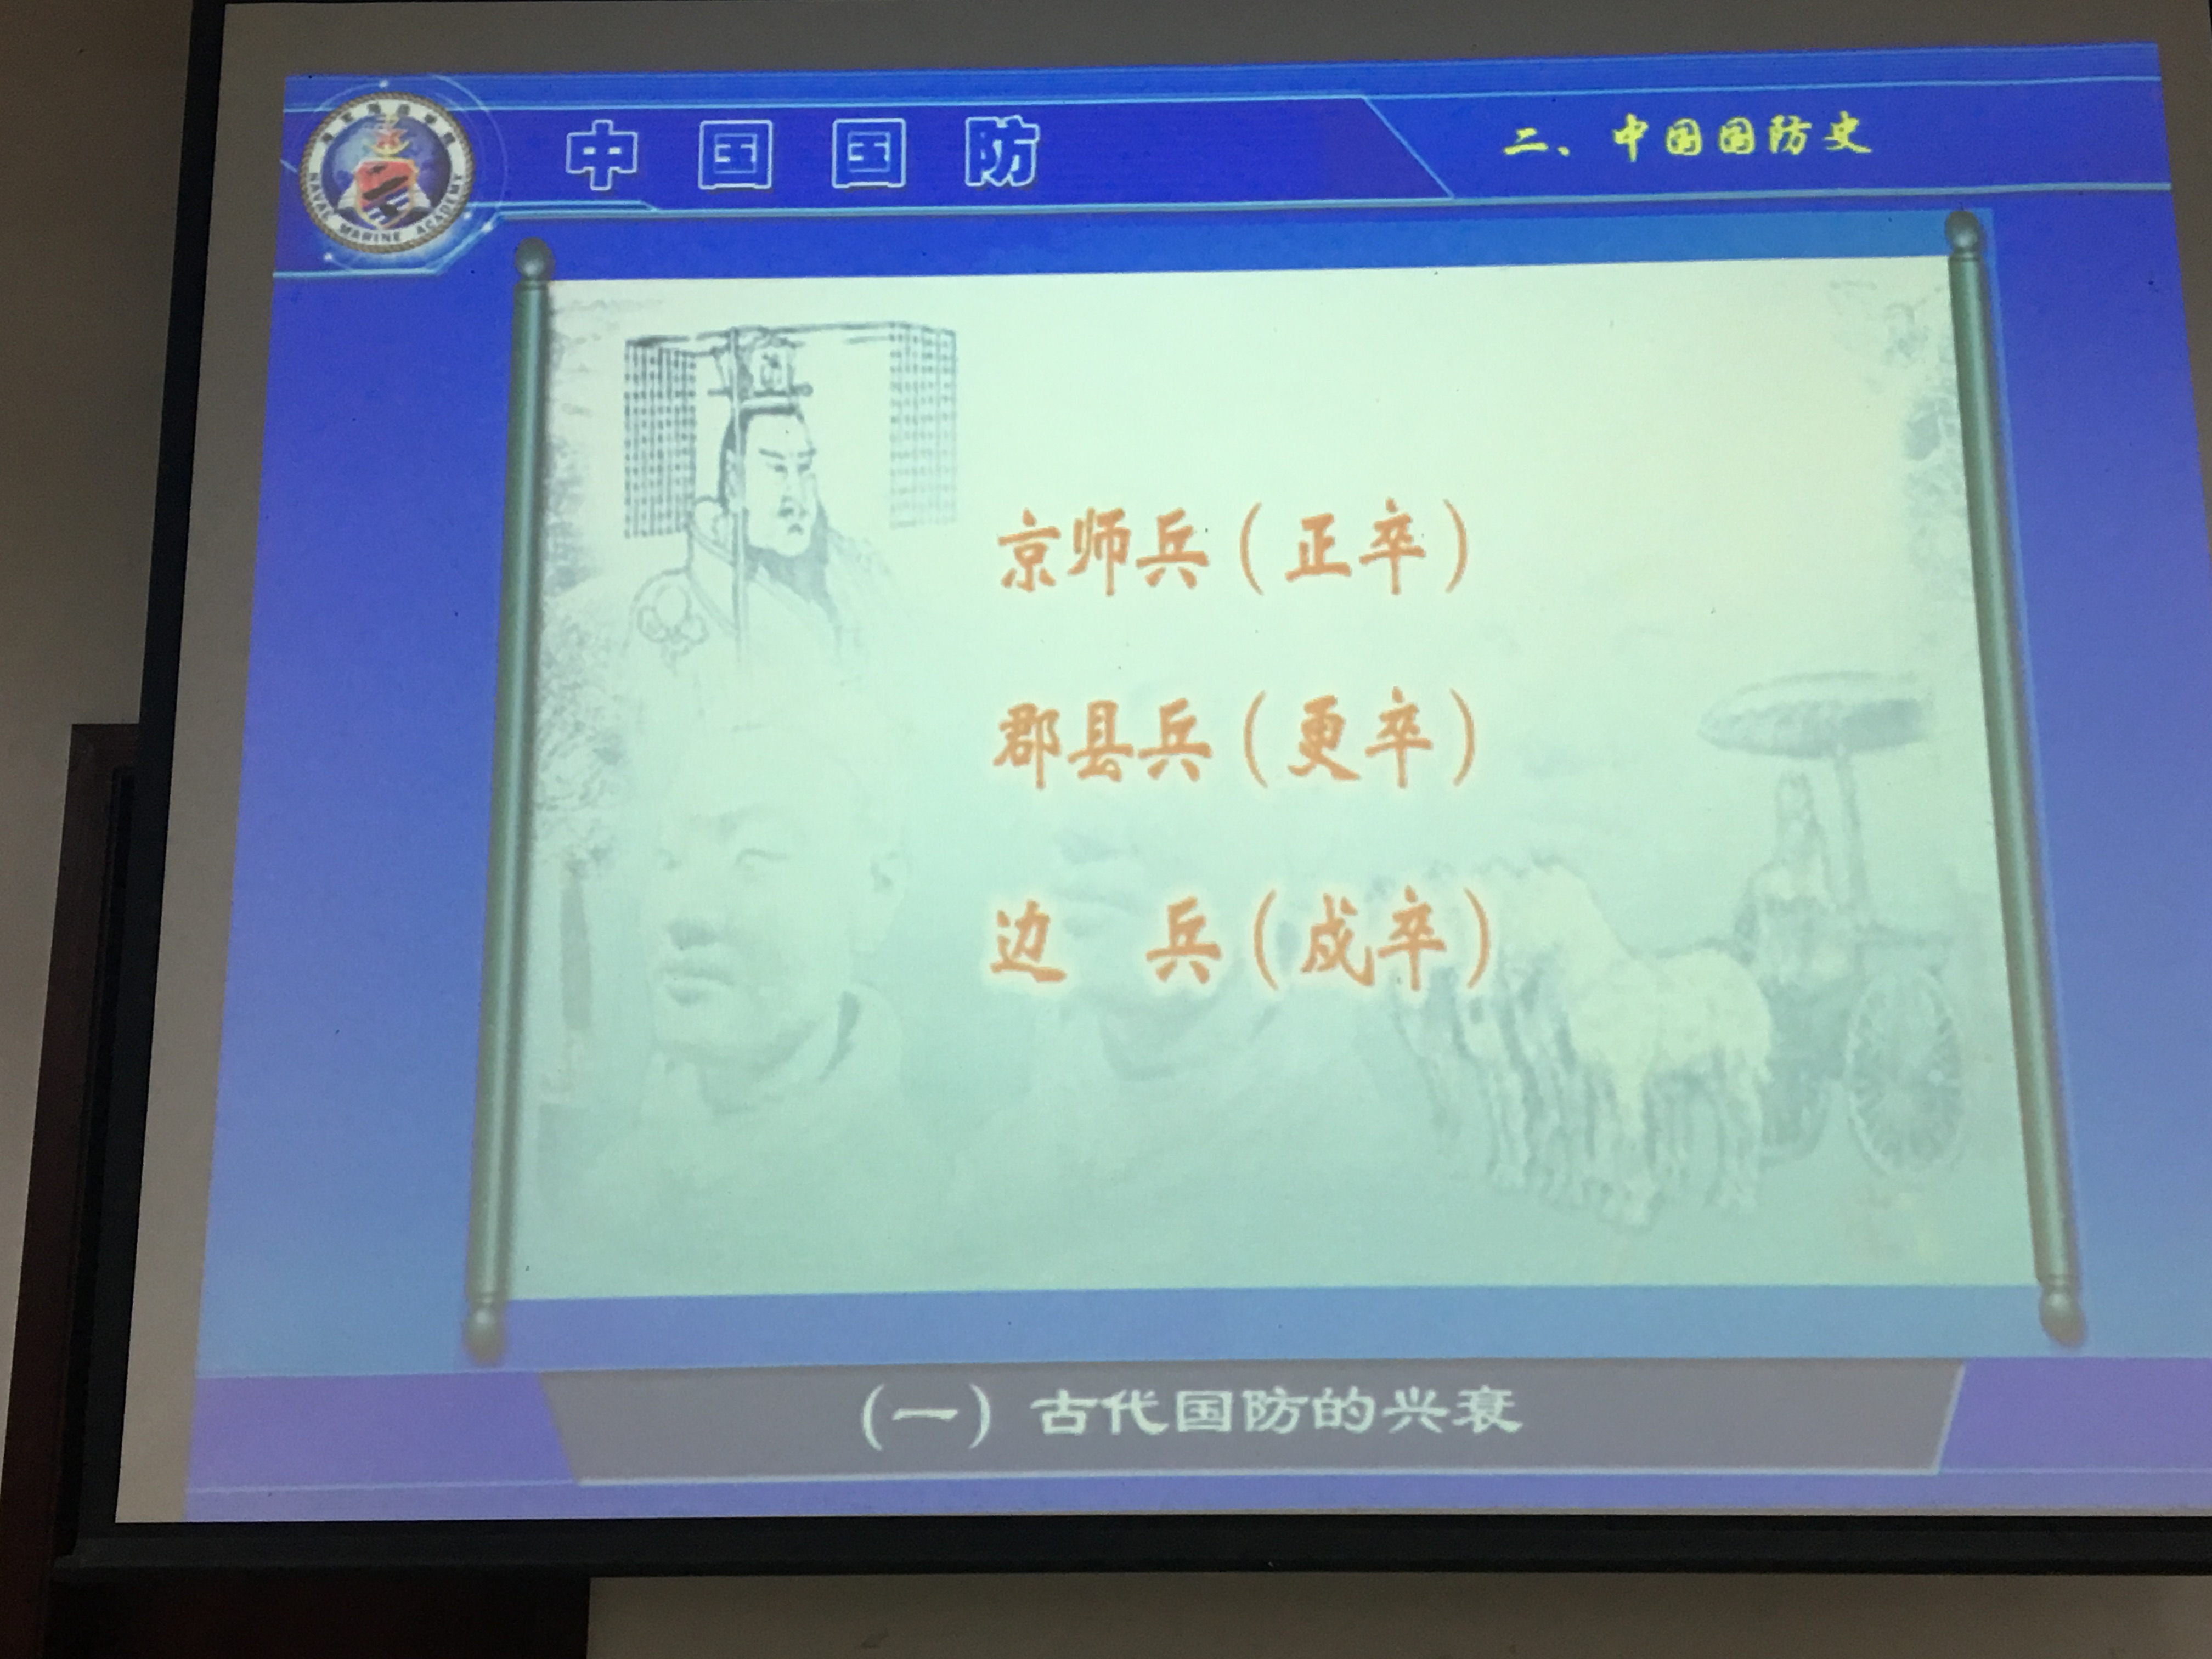 中国国防
二、中国国防史
NAVAL MARINE ACADEMY
京师兵(正卒)
郡县兵(更卒)
边 兵(戍卒)
(一)古代国防的兴衰